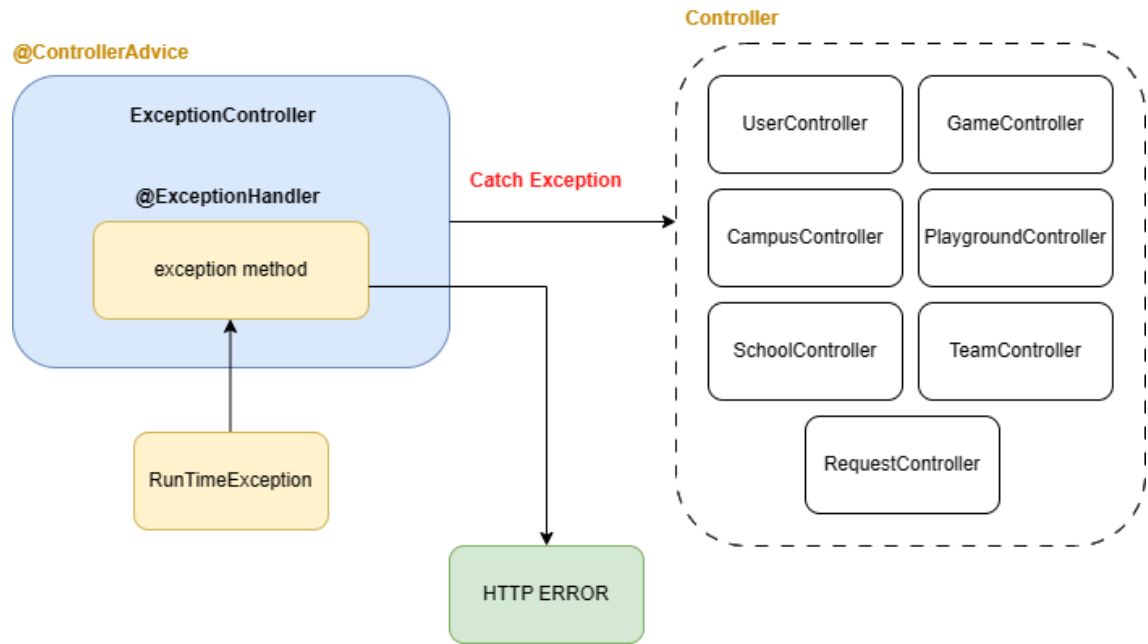 Controller
@ControllerAdvice
ExceptionController
@ExceptionHandler
exception method
Catch Exception
RunTimeException
HTTP ERROR
UserController
GameController
CampusController
PlaygroundController
SchoolController
TeamController
RequestController